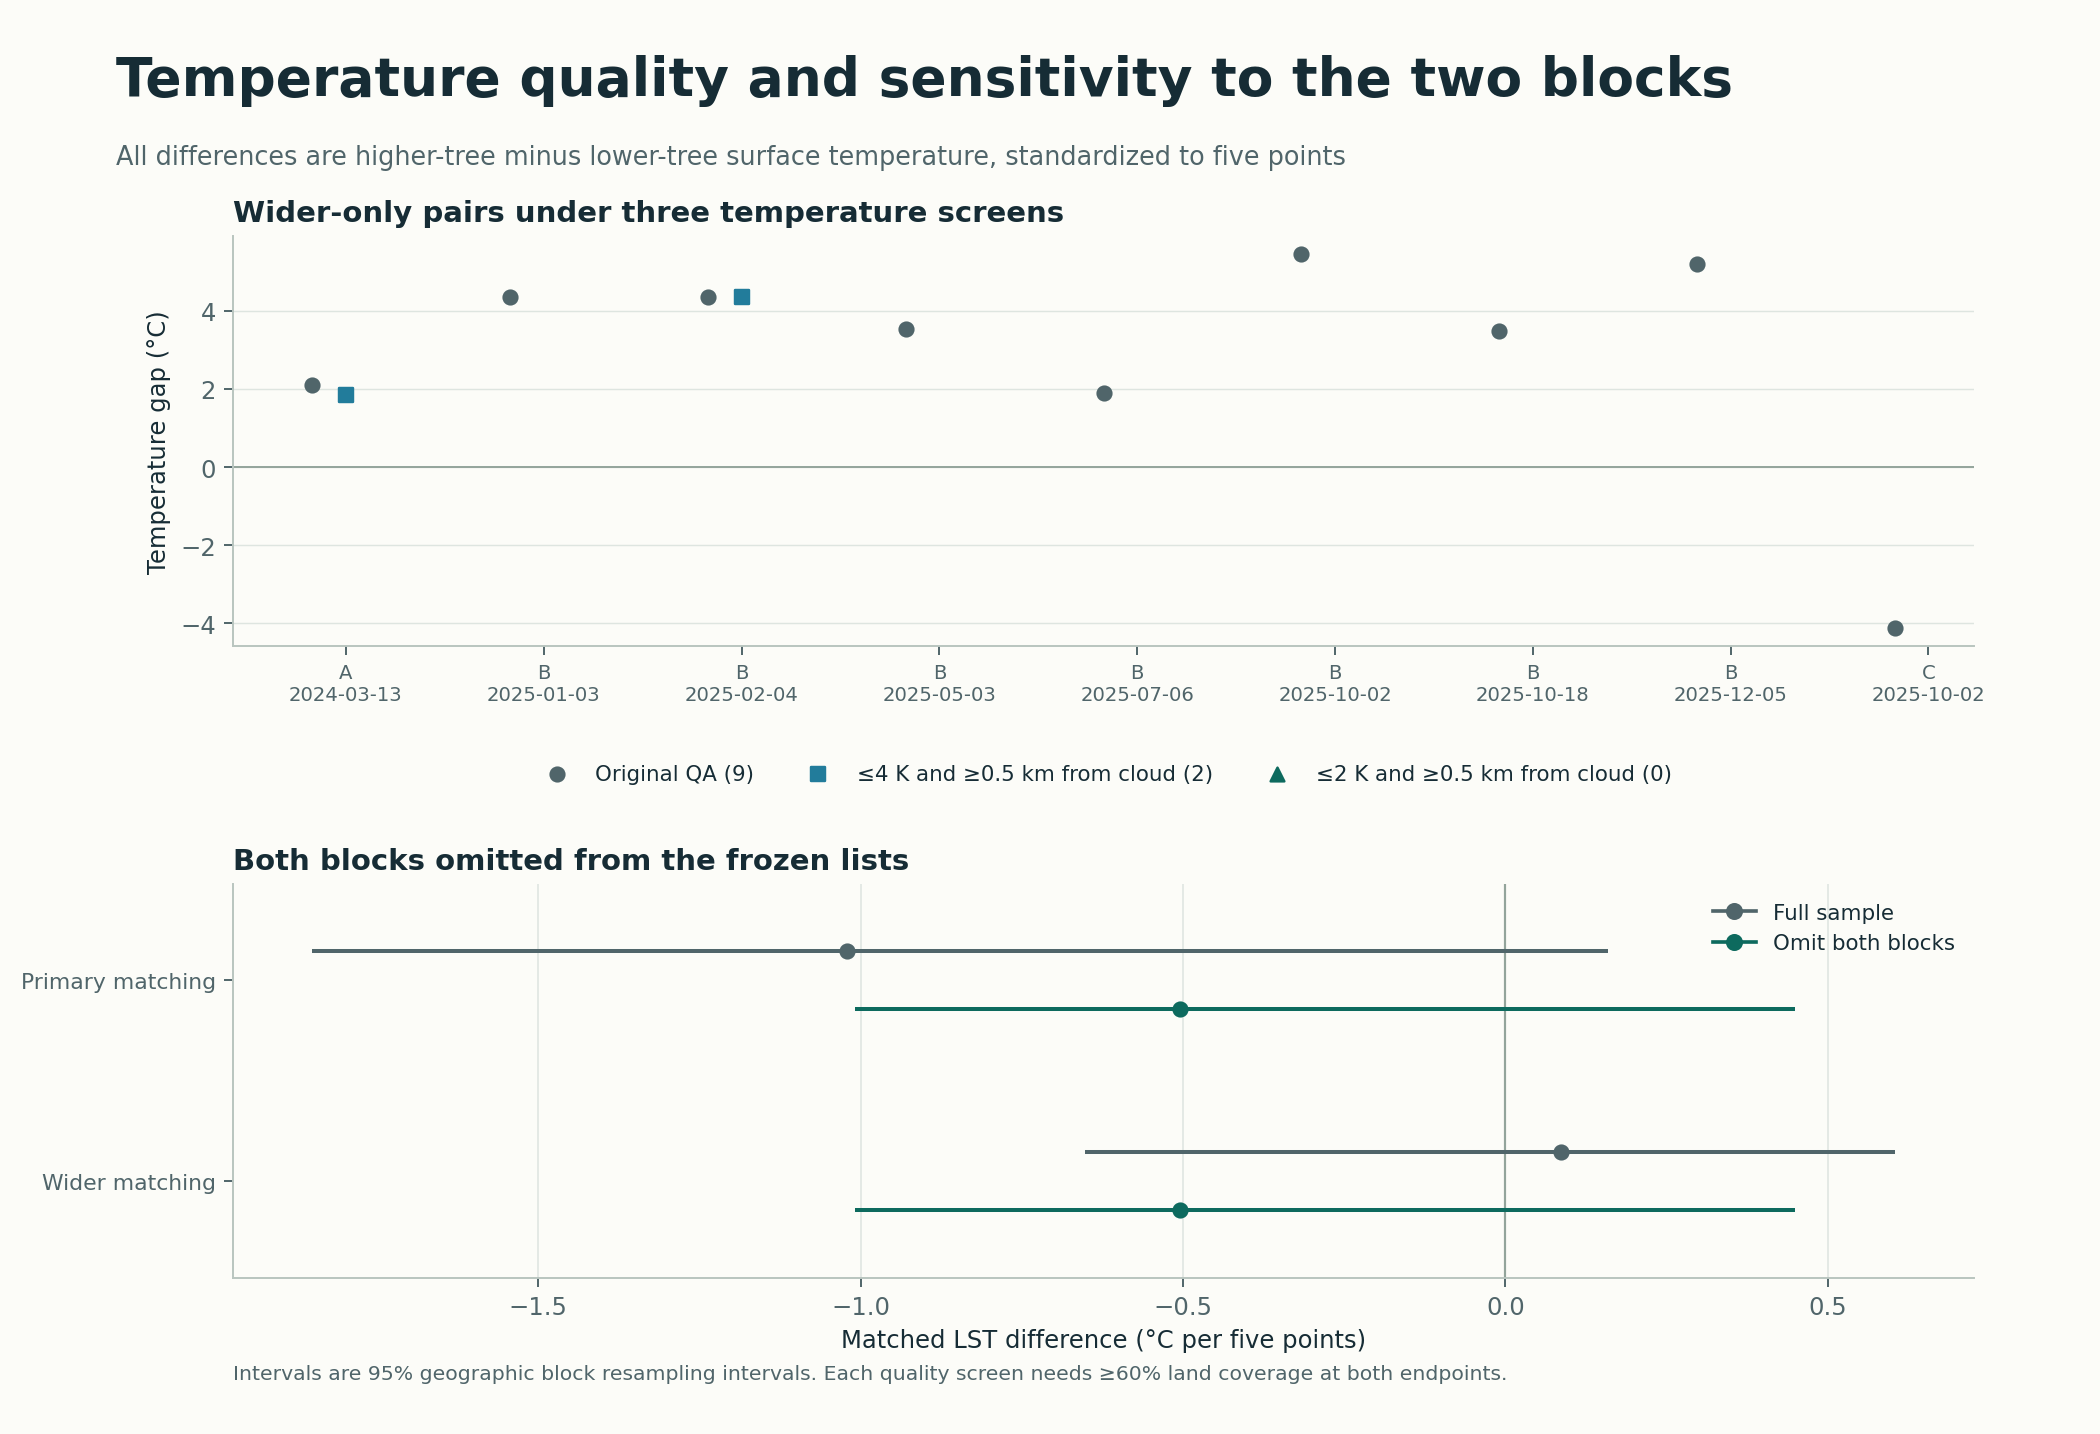 Temperature quality and sensitivity to the two blocks
All differences are higher-tree minus lower-tree surface temperature, standardized to five points
Wider-only pairs under three temperature screens
Temperature gap (°C)
4
2
0
−2
−4
A
2024-03-13
B
2025-01-03
B
2025-02-04
B
2025-05-03
B
2025-07-06
B
2025-10-02
B
2025-10-18
B
2025-12-05
C
2025-10-02
Original QA (9)
≤4 K and ≥0.5 km from cloud (2)
≤2 K and ≥0.5 km from cloud (0)
Both blocks omitted from the frozen lists
Full sample
Omit both blocks
Primary matching
Wider matching
−1.5
−1.0
−0.5
0.0
0.5
Matched LST difference (°C per five points)
Intervals are 95% geographic block resampling intervals. Each quality screen needs ≥60% land coverage at both endpoints.